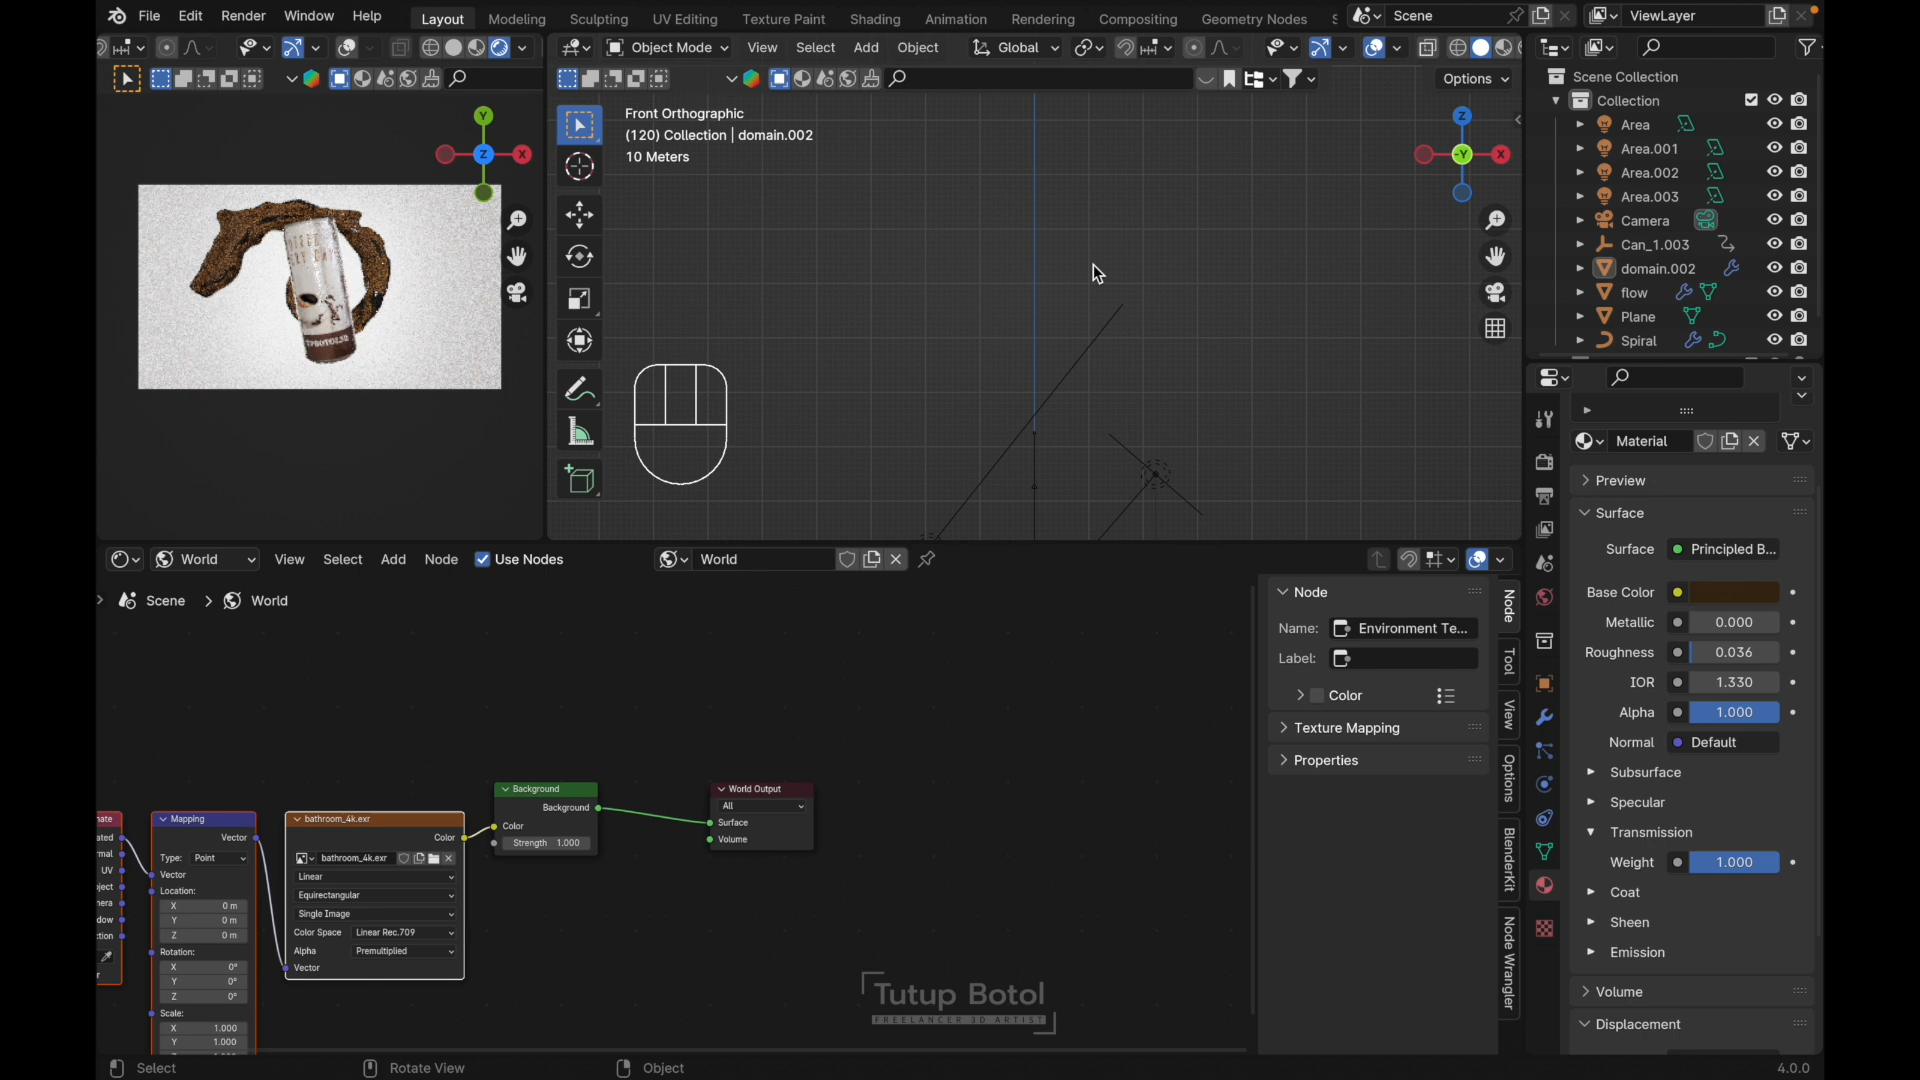 File Edit Render Window Help
Layout Modeling Sculpting UV Editing Texture Paint Shading Animation Rendering Compositing Geometry Nodes
Scene
ViewLayer
Object Mode View Select Add Object
Global
Options
Front Orthographic
(120) Collection | domain.002
10 Meters
Y
Z
X
Z
-Y
X
Scene Collection
Collection
Area
Area.001
Area.002
Area.003
Camera
Can_1.003
domain.002
flow
Plane
Spiral
Material
Preview
Surface
Surface Principled B...
Base Color
Metallic 0.000
Roughness 0.036
IOR 1.330
Alpha 1.000
Normal Default
Subsurface
Specular
Transmission
Weight 1.000
Coat
Sheen
Emission
Volume
Displacement
World View Select Add Node Use Nodes
World
Scene > World
Node
Name: Environment Te...
Label:
Color
Texture Mapping
Properties
Node
Tool
View
Options
BlenderKit
Node Wrangler
Mapping
Vector
Type: Point
Vector
Location:
X 0 m
Y 0 m
Z 0 m
Rotation:
X 0°
Y 0°
Z 0°
Scale:
X 1.000
Y 1.000
bathroom_4k.exr
Color
bathroom_4k.exr
Linear
Equirectangular
Single Image
Color Space Linear Rec.709
Alpha Premultiplied
Vector
Background
Background
Color
Strength 1.000
World Output
All
Surface
Volume
Tutup Botol
FREELANCER 3D ARTIST
Select
Rotate View
Object
4.0.0